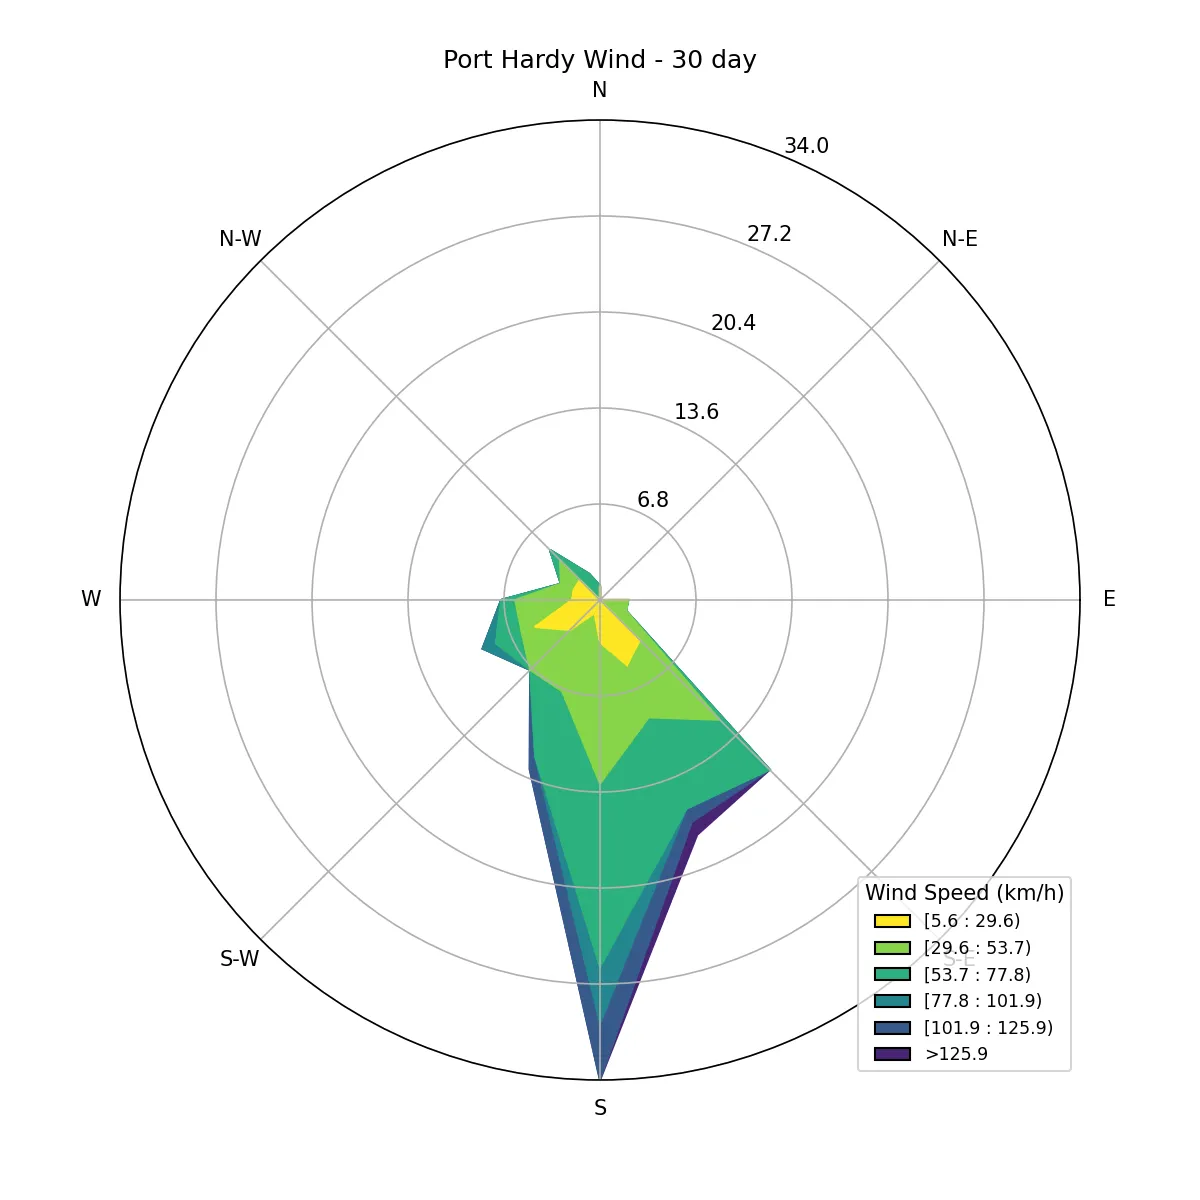 Port Hardy Wind - 30 day
N
34.0
27.2
N-W
N-E
20.4
13.6
6.8
W
E
Wind Speed (km/h)
[5.6 : 29.6)
[29.6 : 53.7)
S-W
S-E
[53.7 : 77.8)
[77.8 : 101.9)
[101.9 : 125.9)
>125.9
S